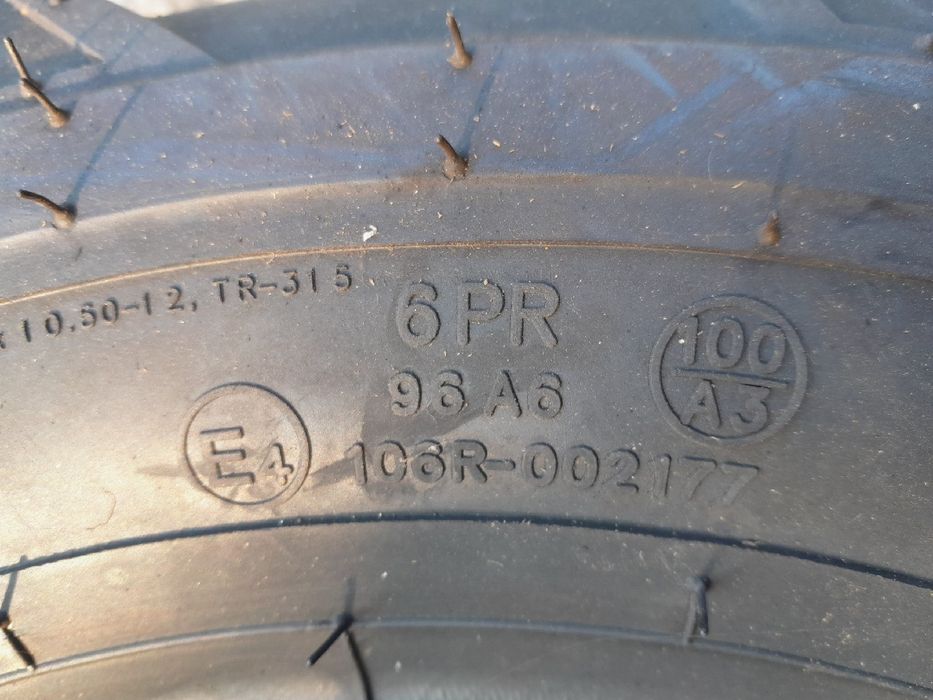 x 10.50-12, TR-315
6PR
96 A6
100
A3
E4
106R-002177